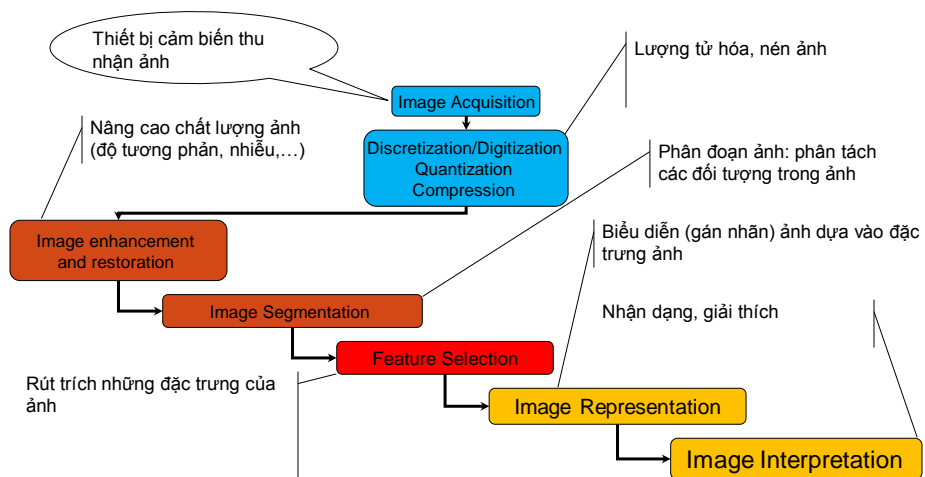 Thiết bị cảm biến thu
nhận ảnh
Lượng tử hóa, nén ảnh
Image Acquisition
Nâng cao chất lượng ảnh
(độ tương phản, nhiễu,…)
Discretization/Digitization
Quantization
Compression
Phân đoạn ảnh: phân tách
các đối tượng trong ảnh
Image enhancement
and restoration
Biểu diễn (gán nhãn) ảnh dựa vào đặc
trưng ảnh
Image Segmentation
Nhận dạng, giải thích
Feature Selection
Rút trích những đặc trưng của
ảnh
Image Representation
Image Interpretation